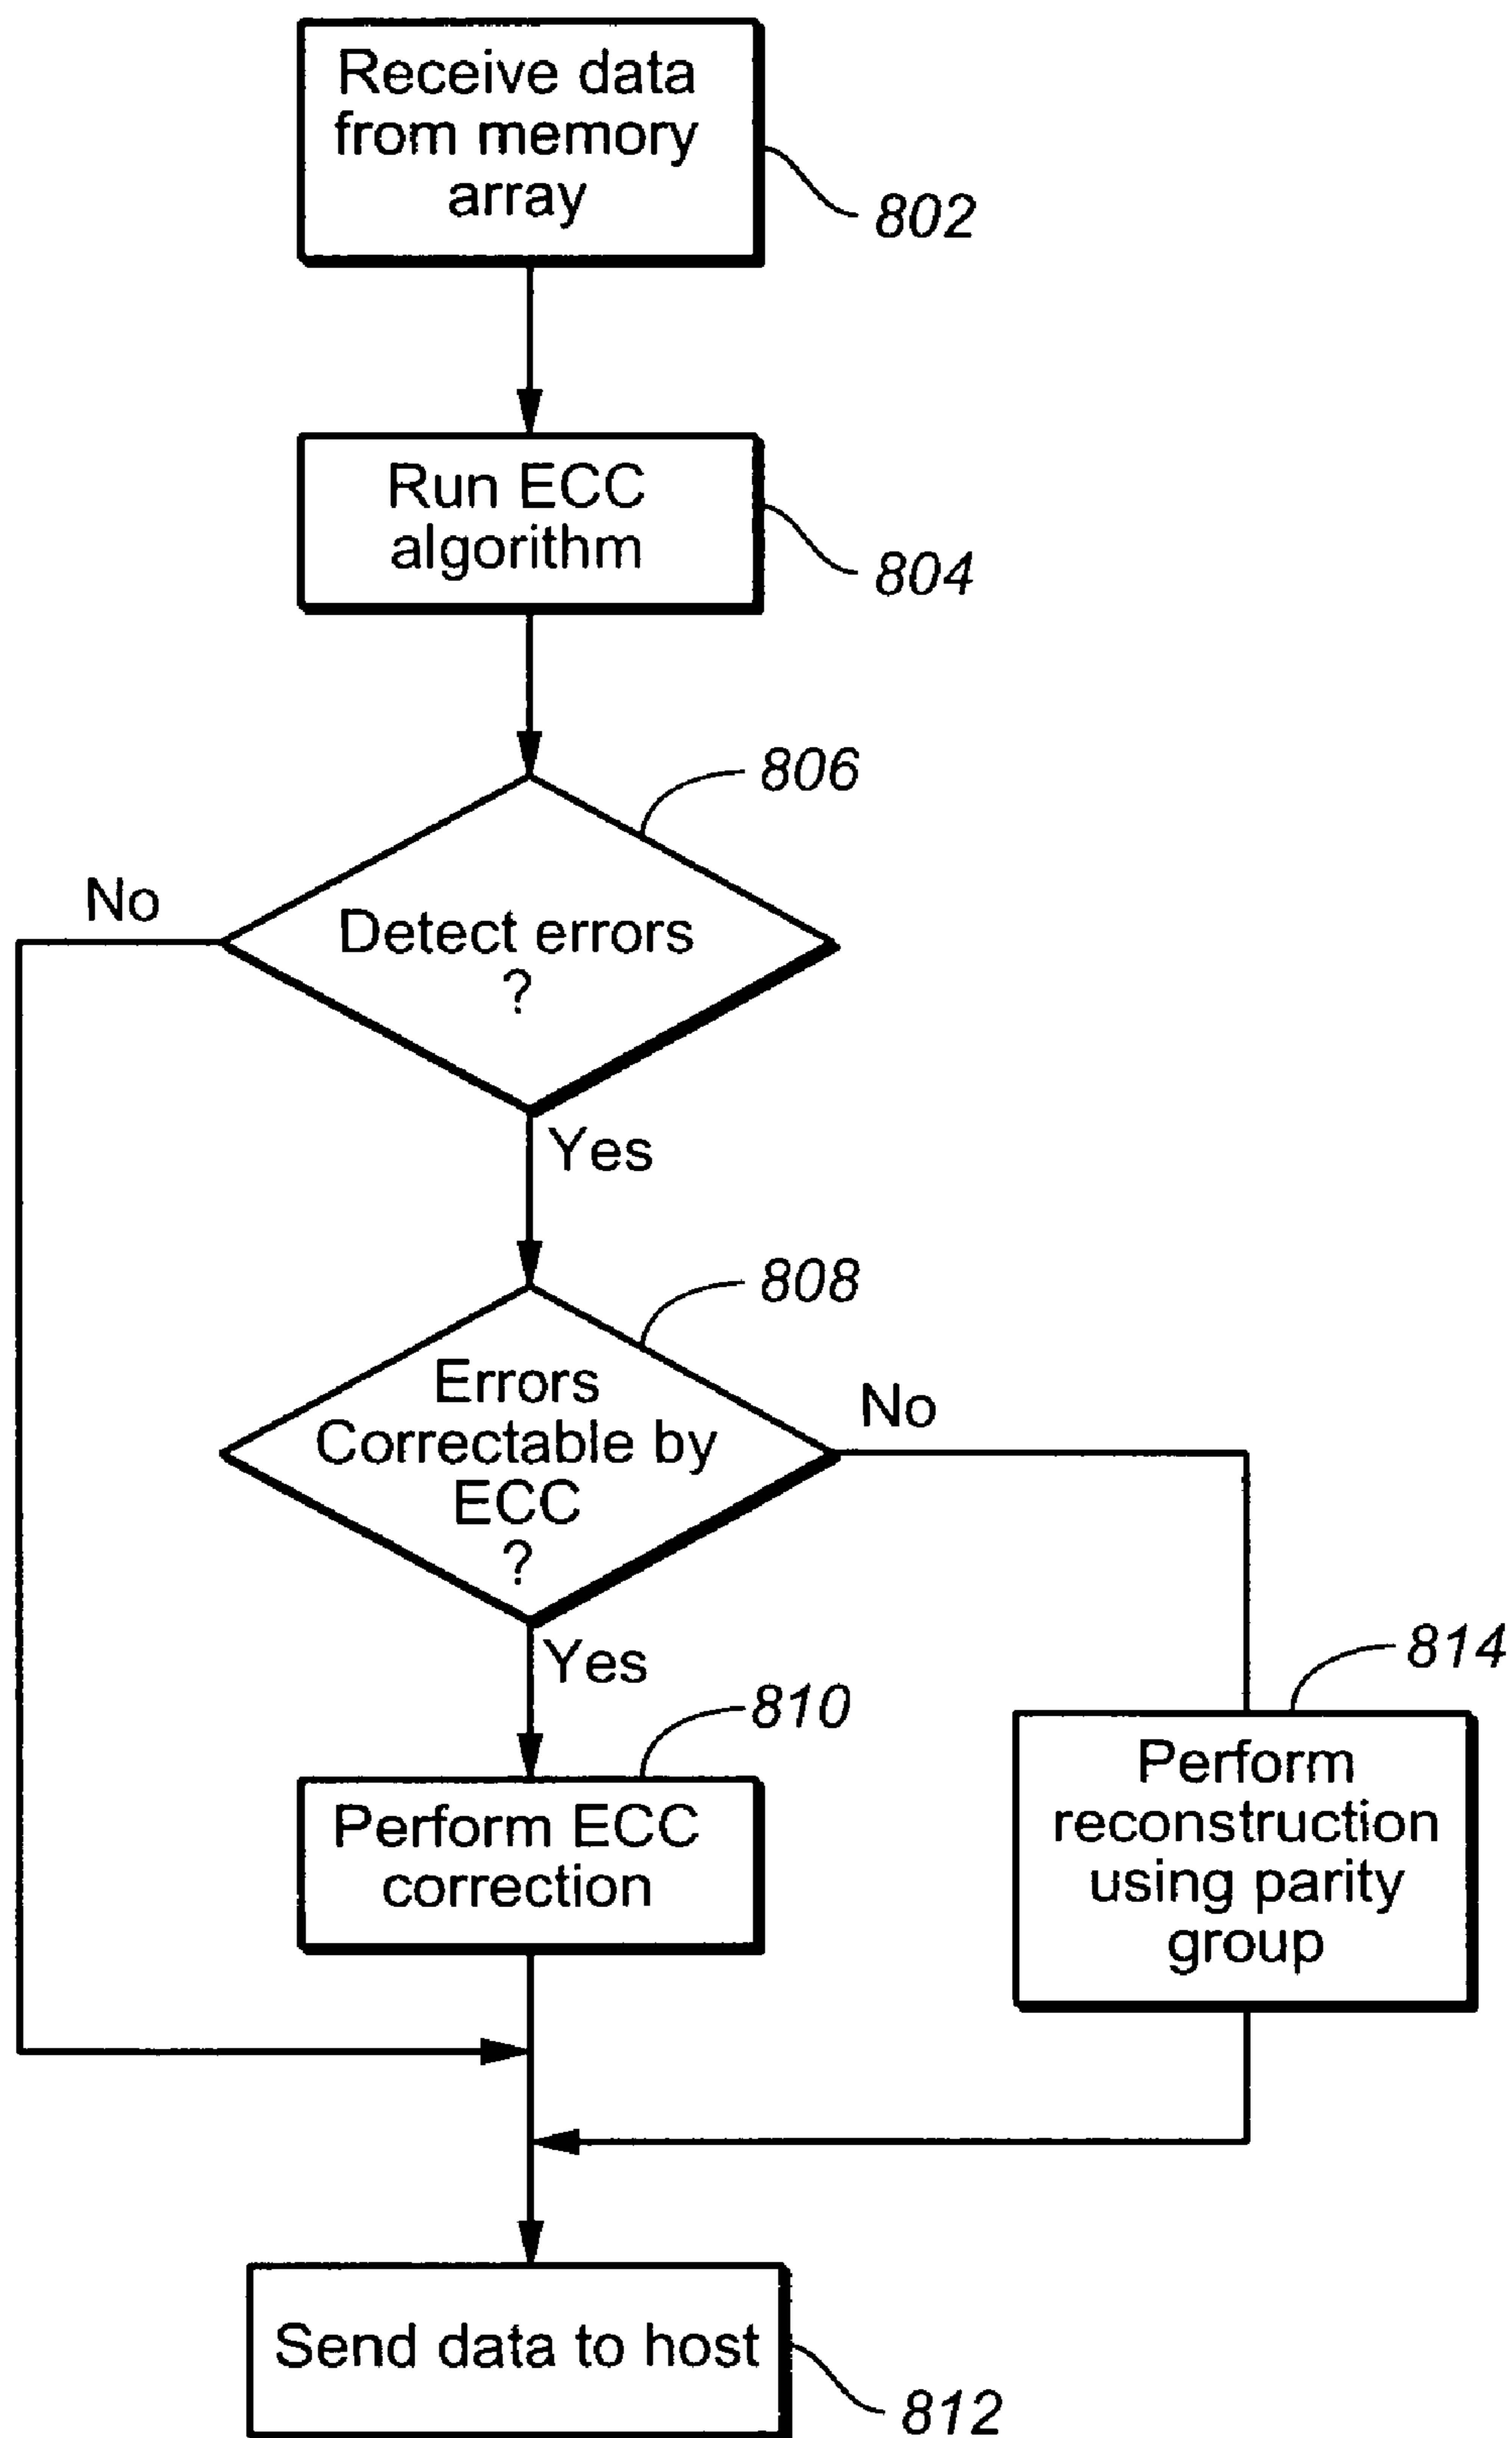 Receive data
from memory
array
802
Run ECC
algorithm
804
806
No
Detect errors
?
Yes
808
Errors
Correctable by
ECC
?
No
Yes
810
Perform ECC
correction
814
Perform
reconstruction
using parity
group
Send data to host
812